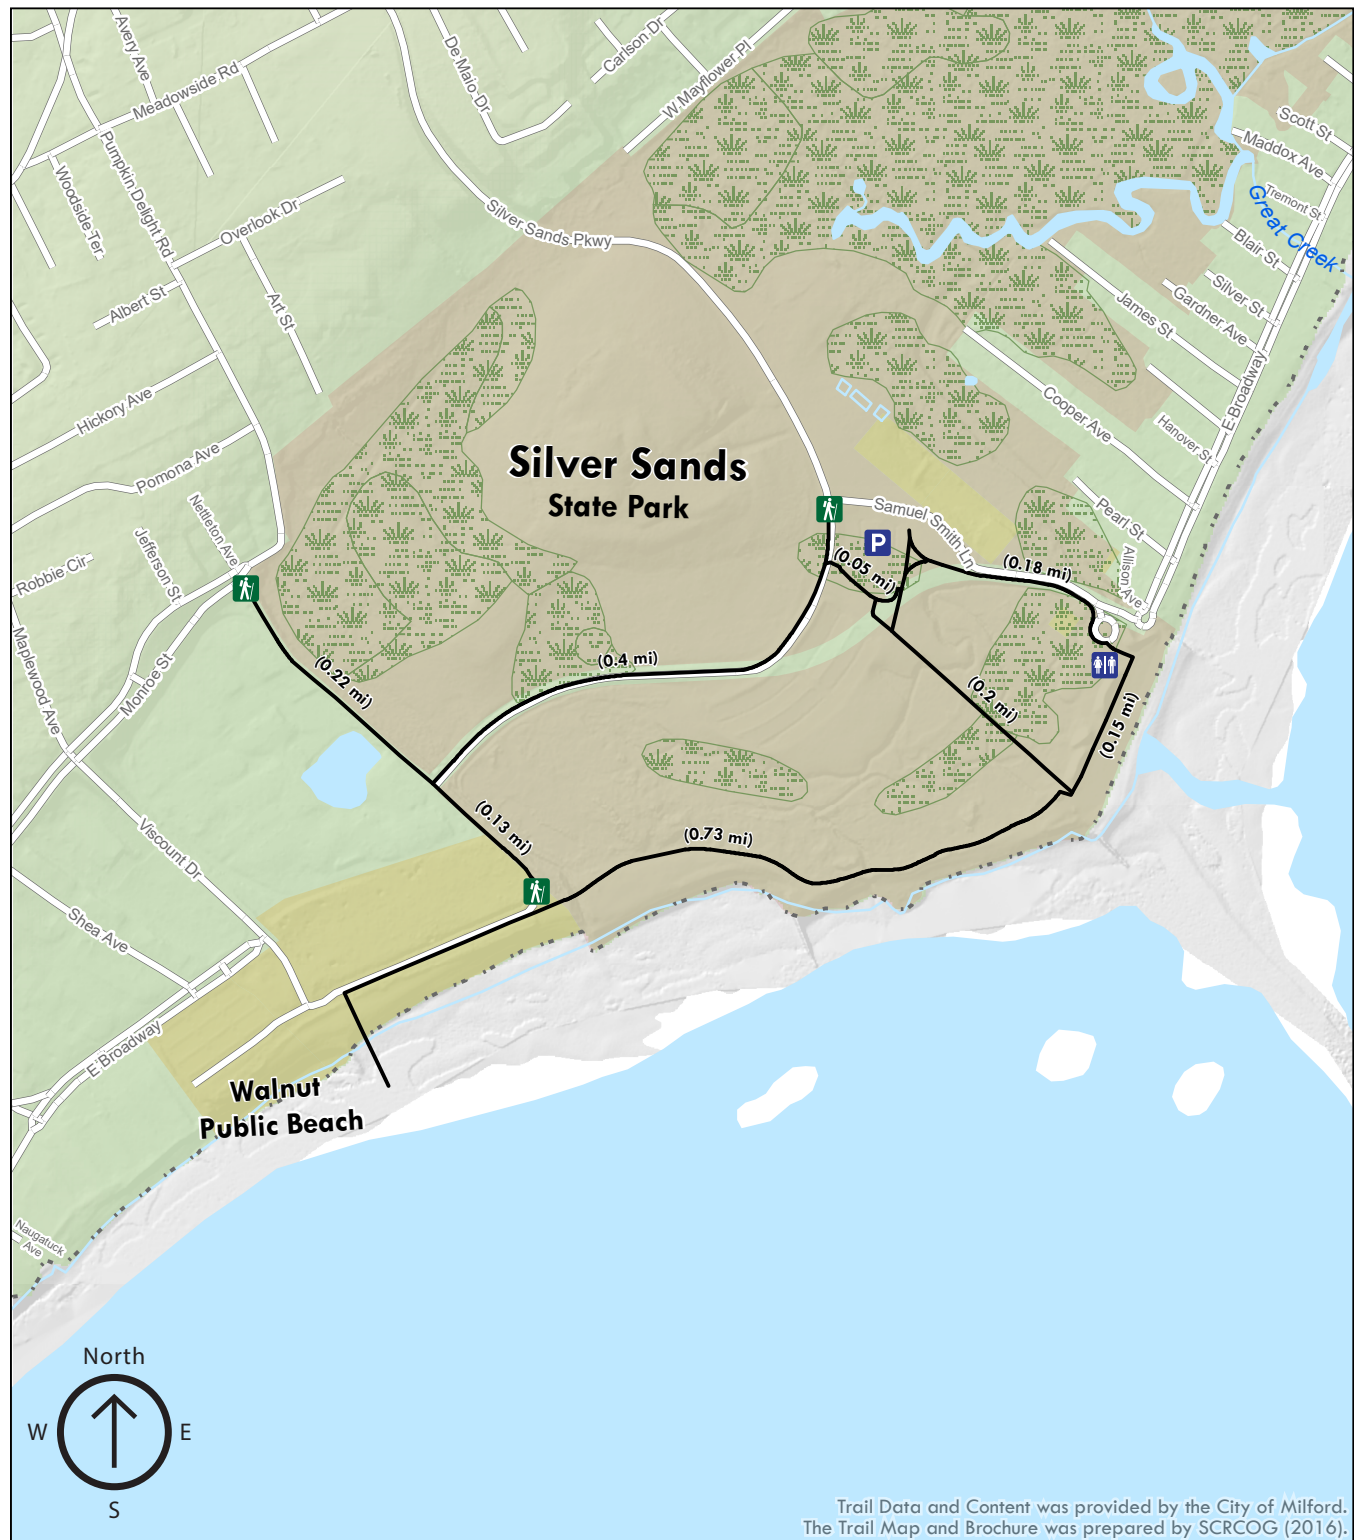 Avery Ave
Meadowside Rd
De Maio Dr
Carlson Dr
W Mayflower Pl
Scott St
Maddox Ave
Tremont St
Great Creek
Blair St
Woodside Ter
Pumpkin Delight Rd
Overlook Dr
Silver Sands Pkwy
Albert St
Art St
James St
Silver St
Gardner Ave
E Broadway
Hickory Ave
Cooper Ave
Hanover St
Pomona Ave
Silver Sands
State Park
Nettleton Ave
Jefferson St
Samuel Smith Ln
Pearl St
Allison Ave
P
Robbie Cir
(0.05 mi)
(0.18 mi)
Maplewood Ave
Monroe St
(0.22 mi)
(0.4 mi)
(0.2 mi)
(0.15 mi)
(0.13 mi)
(0.73 mi)
Viscount Dr
Shea Ave
E Broadway
Walnut
Public Beach
Naugatuck
Ave
North
W E
S
Trail Data and Content was provided by the City of Milford.
The Trail Map and Brochure was prepared by SCRCOG (2016).